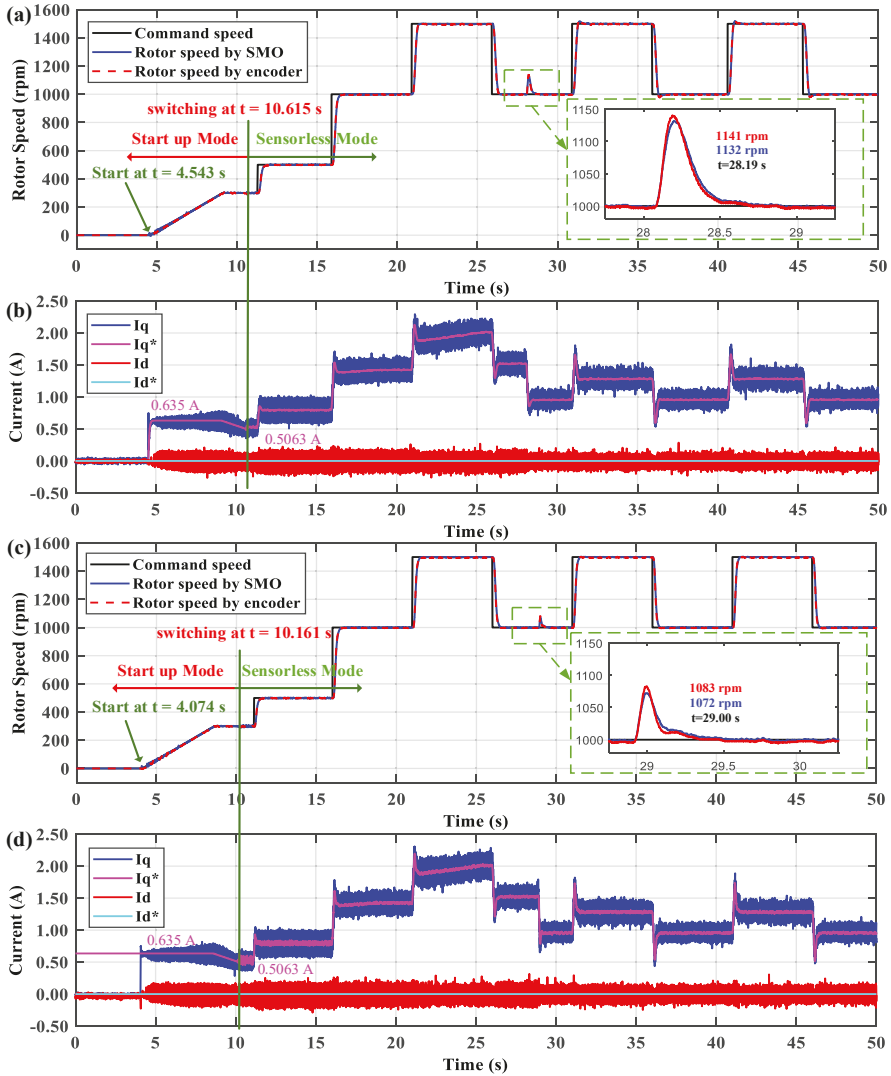 (a)
1600
1400
1200
1000
800
600
400
200
0
Rotor Speed (rpm)
Command speed
Rotor speed by SMO
Rotor speed by encoder
switching at t = 10.615 s
Start up Mode
Sensorless Mode
Start at t = 4.543 s
1150
1100
1050
1000
1141 rpm
1132 rpm
t=28.19 s
28 28.5 29
0 5 10 15 20 25 30 35 40 45 50
Time (s)
(b)
2.50
2.00
1.50
1.00
0.50
0.00
-0.50
Current (A)
Iq
Iq*
Id
Id*
0.635 A
0.5063 A
0 5 10 15 20 25 30 35 40 45 50
Time (s)
(c)
1600
1400
1200
1000
800
600
400
200
0
Rotor Speed (rpm)
Command speed
Rotor speed by SMO
Rotor speed by encoder
switching at t = 10.161 s
Start up Mode
Sensorless Mode
Start at t = 4.074 s
1150
1100
1050
1000
1083 rpm
1072 rpm
t=29.00 s
29 29.5 30
0 5 10 15 20 25 30 35 40 45 50
Time (s)
(d)
2.50
2.00
1.50
1.00
0.50
0.00
-0.50
Current (A)
Iq
Iq*
Id
Id*
0.635 A
0.5063 A
0 5 10 15 20 25 30 35 40 45 50
Time (s)